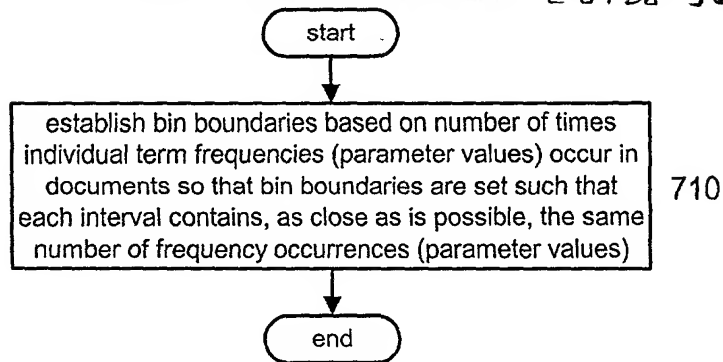 start
establish bin boundaries based on number of times
individual term frequencies (parameter values) occur in
documents so that bin boundaries are set such that
each interval contains, as close as is possible, the same
number of frequency occurrences (parameter values)
710
end